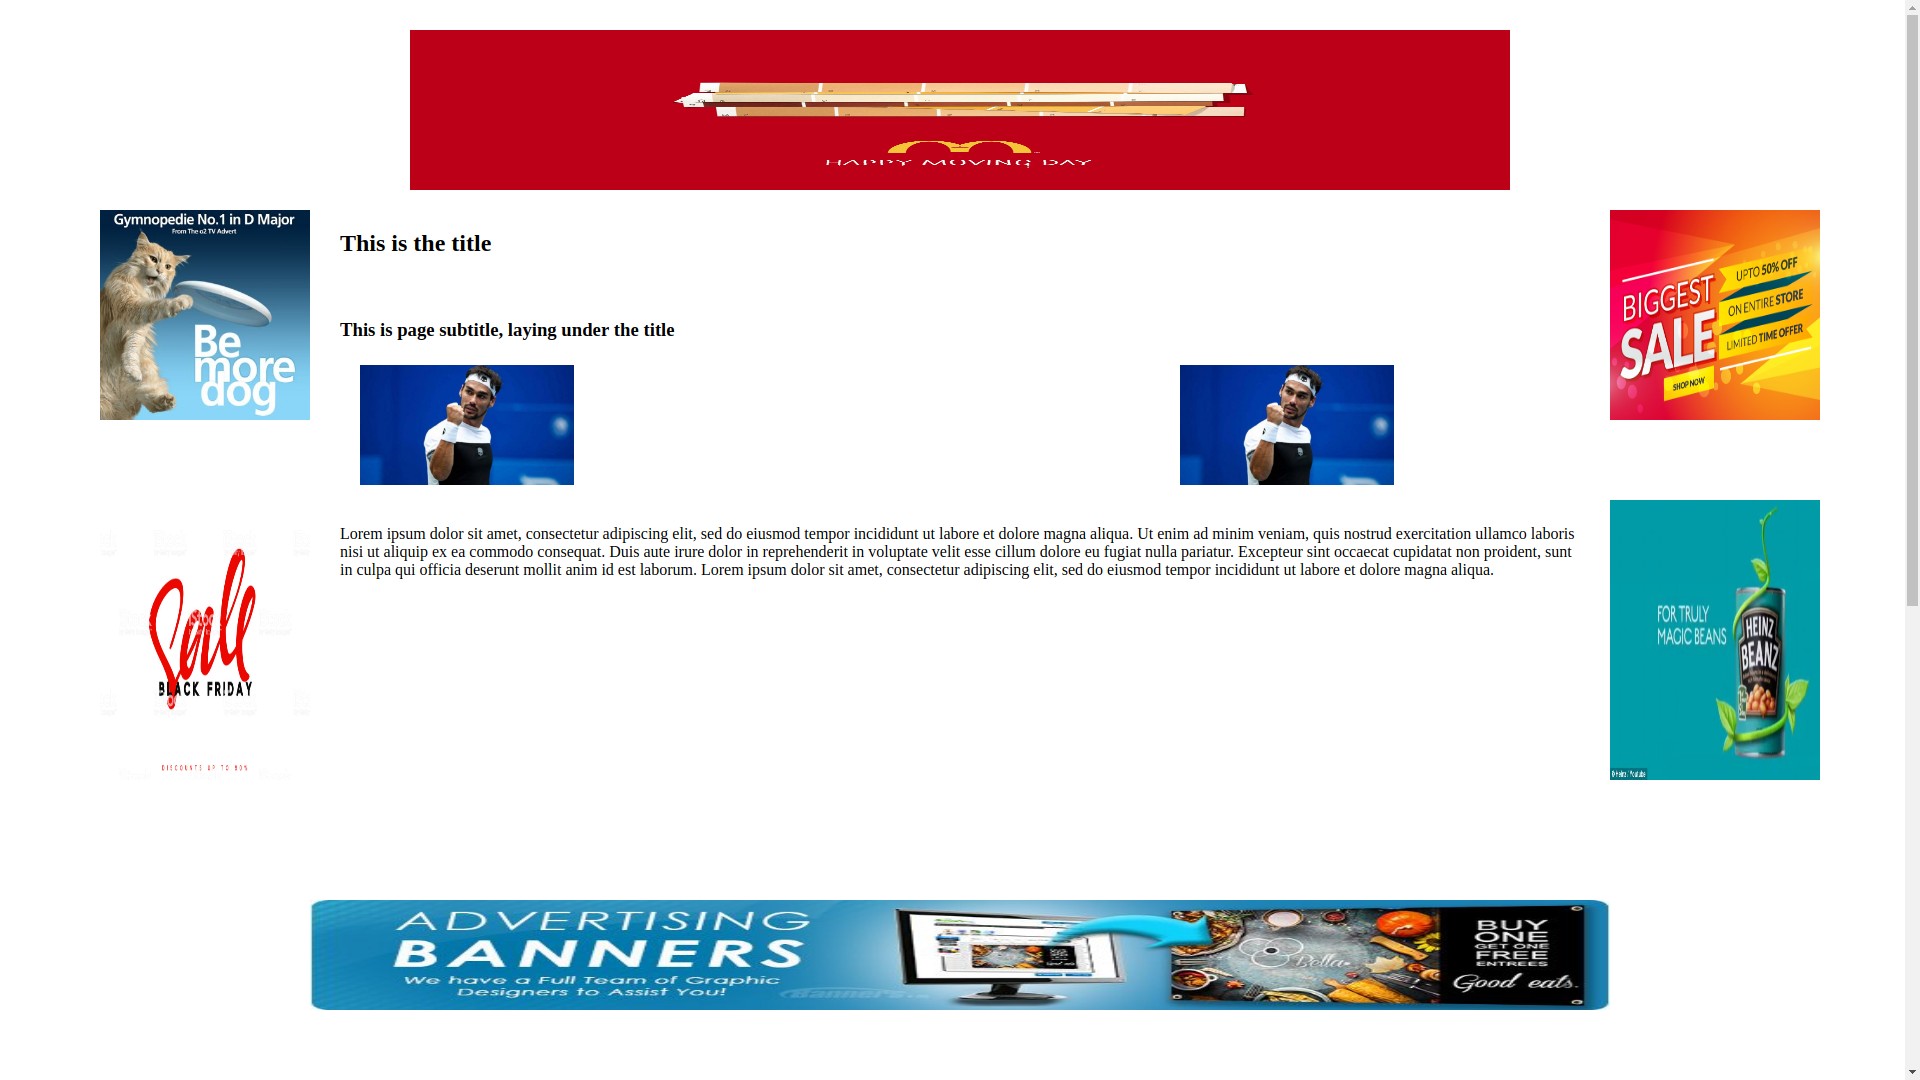 HAPPY MOVING DAY
Gymnopedie No.1 in D Major
From The o2 TV Advert
Be
more
dog
This is the title
This is page subtitle, laying under the title
BIGGEST
SALE
UPTO 50% OFF
ON ENTIRE STORE
LIMITED TIME OFFER
SHOP NOW
Lorem ipsum dolor sit amet, consectetur adipiscing elit, sed do eiusmod tempor incididunt ut labore et dolore magna aliqua. Ut enim ad minim veniam, quis nostrud exercitation ullamco laboris
nisi ut aliquip ex ea commodo consequat. Duis aute irure dolor in reprehenderit in voluptate velit esse cillum dolore eu fugiat nulla pariatur. Excepteur sint occaecat cupidatat non proident, sunt
in culpa qui officia deserunt mollit anim id est laborum. Lorem ipsum dolor sit amet, consectetur adipiscing elit, sed do eiusmod tempor incididunt ut labore et dolore magna aliqua.
Sale
BLACK FRIDAY
DISCOUNTS UP TO 80%
FOR TRULY
MAGIC BEANS
HEINZ
BEANZ
© Heinz / Youtube
ADVERTISING
BANNERS
We have a Full Team of Graphic
Designers to Assist You!
Bella
BUY
ONE
GET ONE
FREE
ENTREES
Good eats.